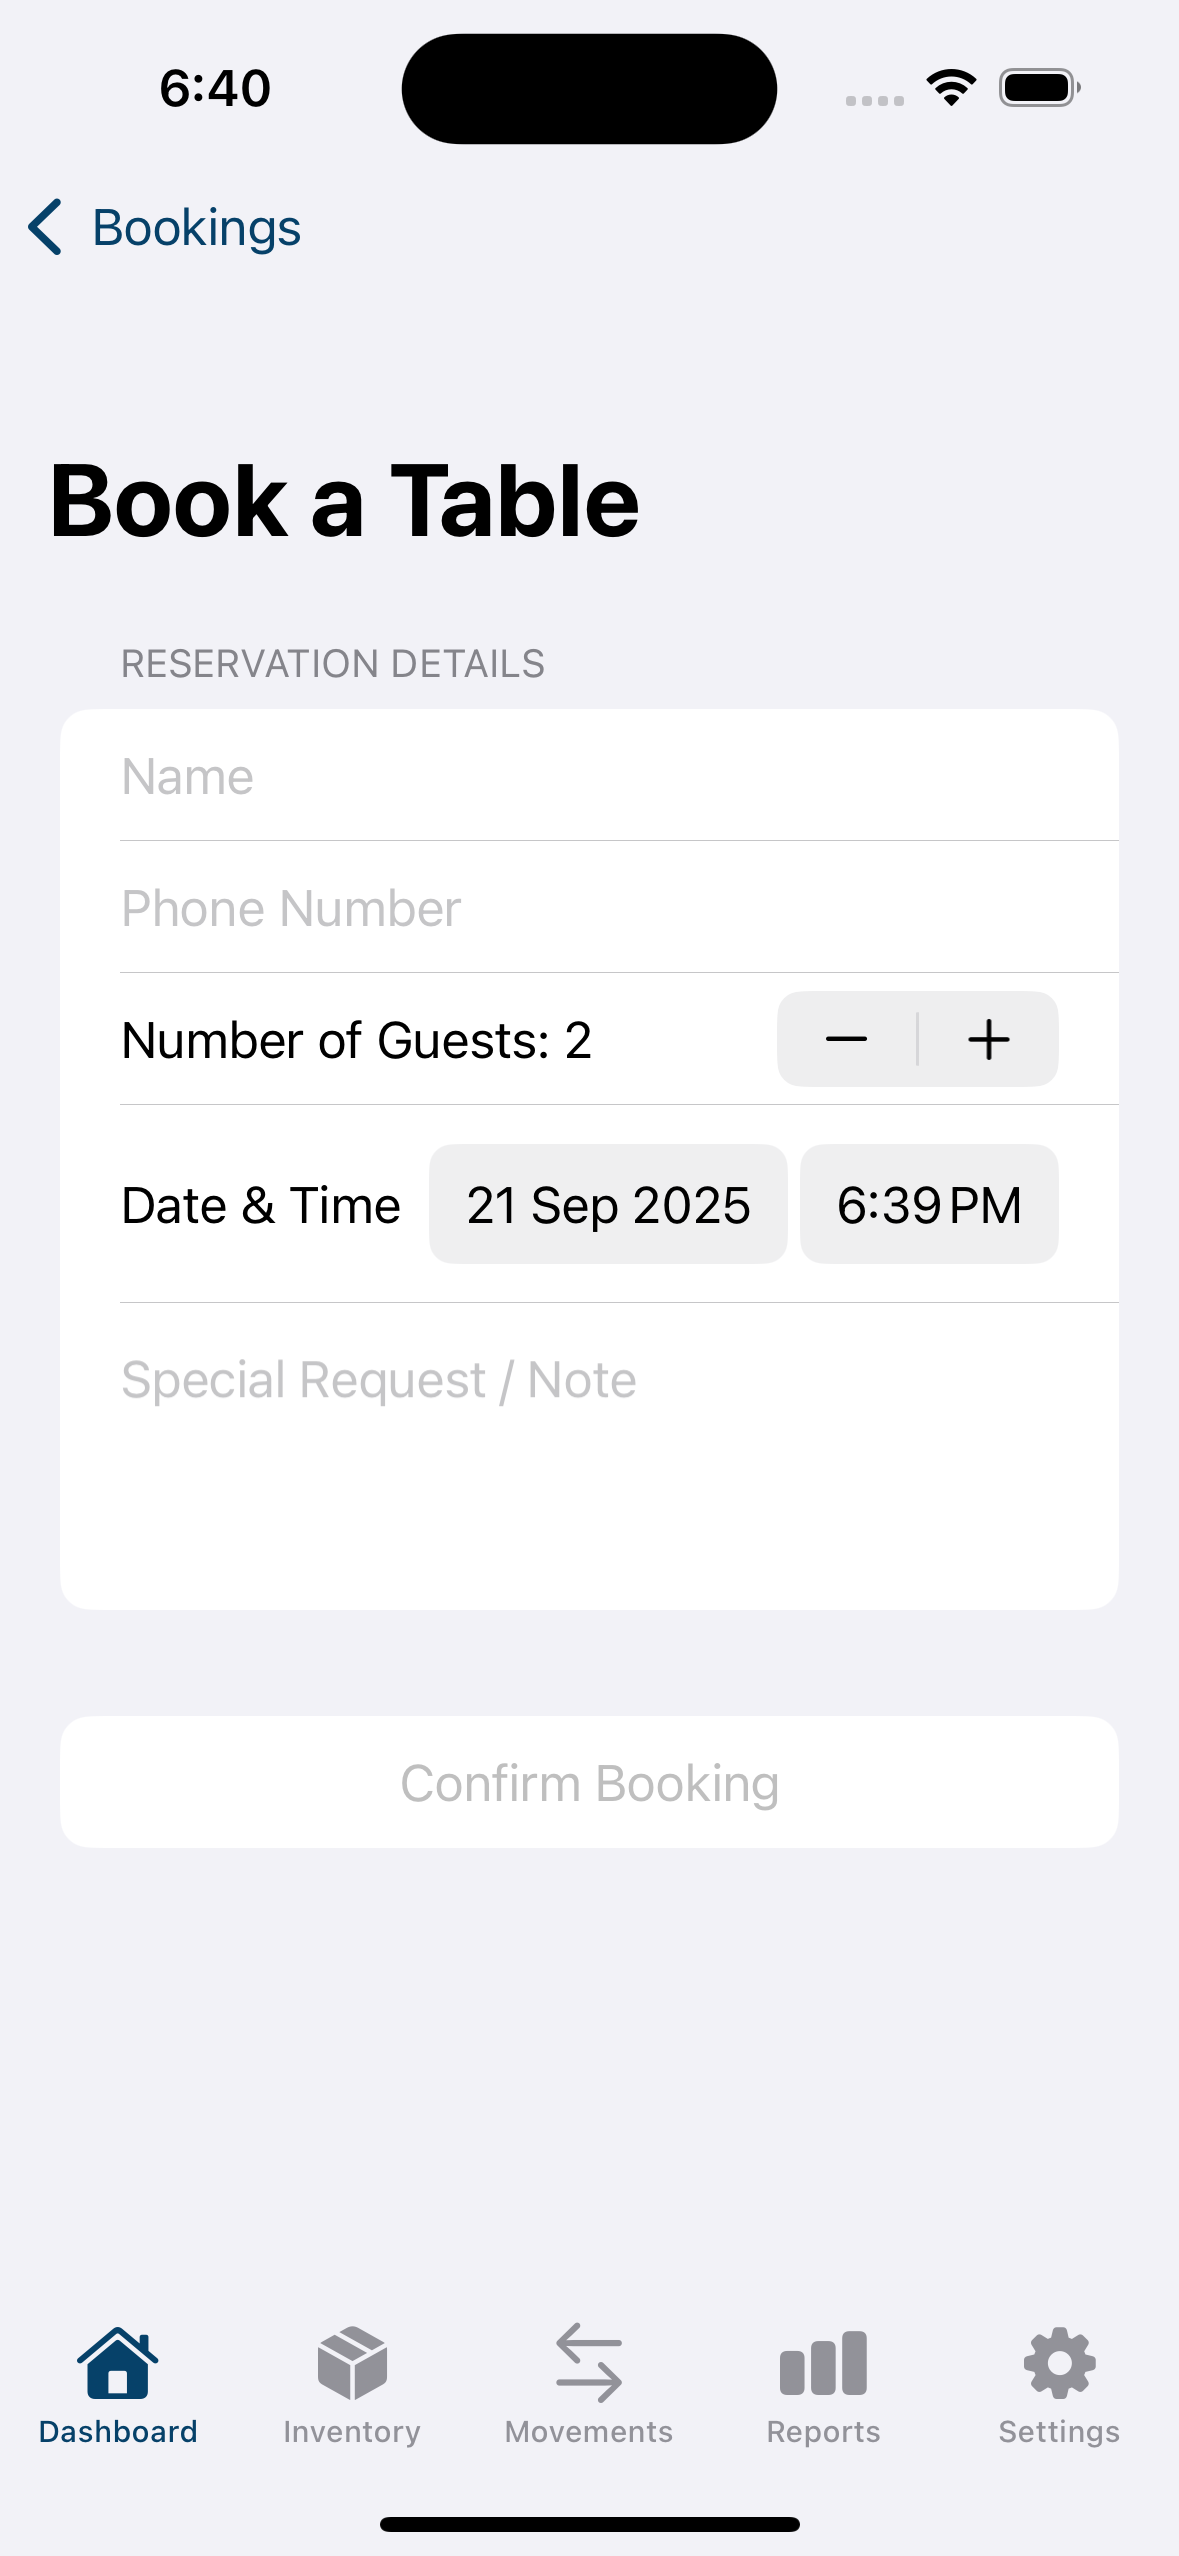 6:40
Bookings
Book a Table
RESERVATION DETAILS
Name
Phone Number
Number of Guests: 2
Date & Time 21 Sep 2025 6:39 PM
Special Request / Note
Confirm Booking
Dashboard Inventory Movements Reports Settings